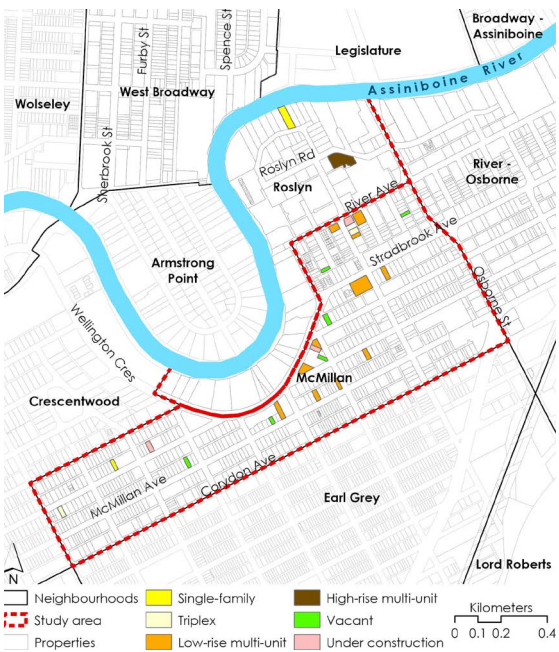 Broadway -
Assiniboine
Legislature
Furby St
Spence St
Assiniboine River
Wolseley
West Broadway
Sherbrook St
Roslyn Rd
Roslyn
River Ave
River -
Osborne
Stradbrook Ave
Armstrong
Point
Osborne St
Wellington Cres
McMillan
Crescentwood
McMillan Ave
Corydon Ave
Earl Grey
Lord Roberts
N
Neighbourhoods
Study area
Properties
Single-family
Triplex
Low-rise multi-unit
High-rise multi-unit
Vacant
Under construction
Kilometers
0 0.1 0.2 0.4